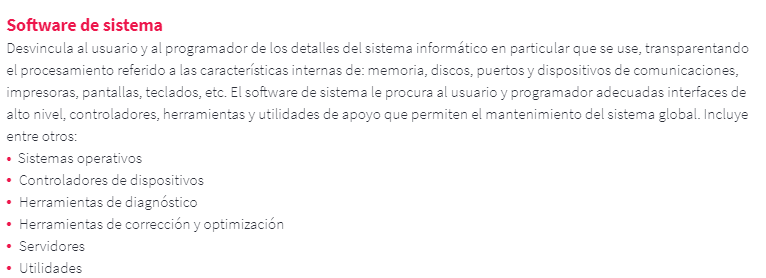 Software de sistema
Desvincula al usuario y al programador de los detalles del sistema informático en particular que se use, transparentando
el procesamiento referido a las características internas de: memoria, discos, puertos y dispositivos de comunicaciones,
impresoras, pantallas, teclados, etc. El software de sistema le procura al usuario y programador adecuadas interfaces de
alto nivel, controladores, herramientas y utilidades de apoyo que permiten el mantenimiento del sistema global. Incluye
entre otros:
• Sistemas operativos
• Controladores de dispositivos
• Herramientas de diagnóstico
• Herramientas de corrección y optimización
• Servidores
• Utilidades